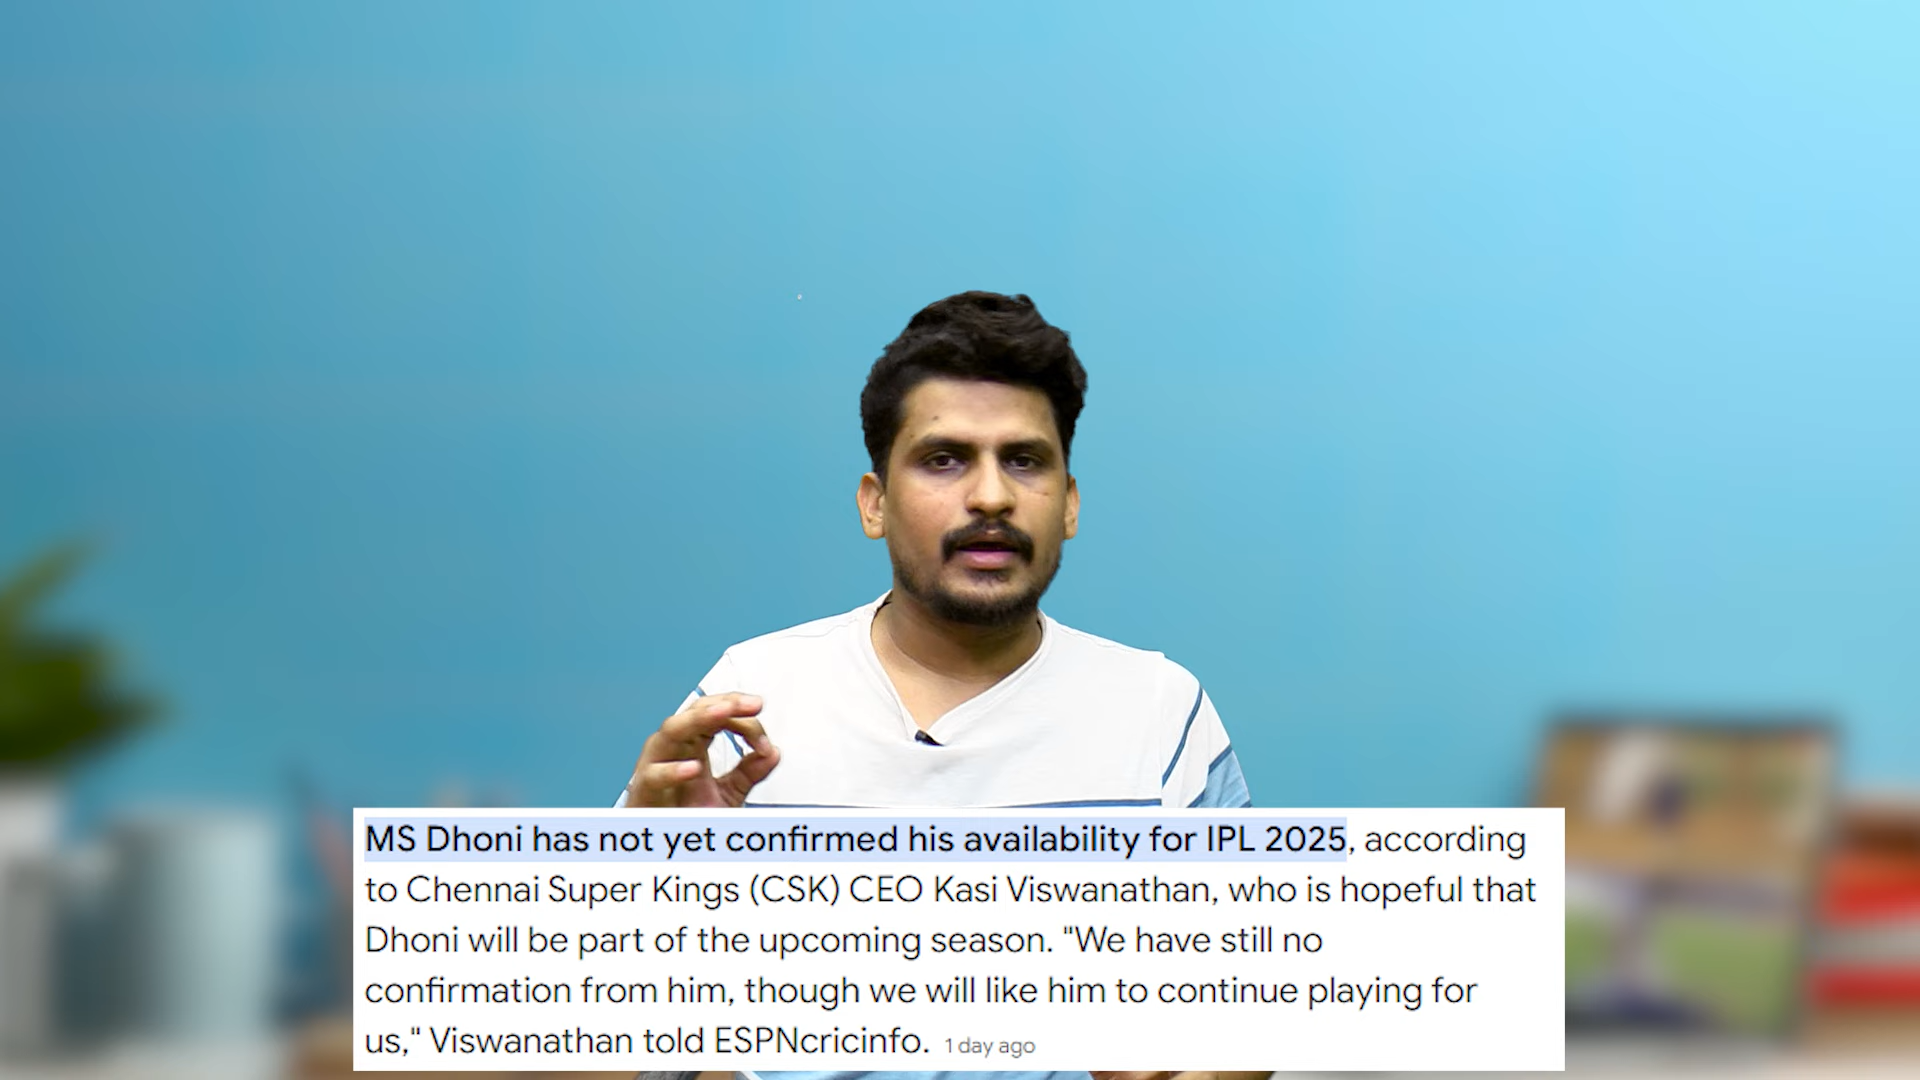 MS Dhoni has not yet confirmed his availability for IPL 2025, according
to Chennai Super Kings (CSK) CEO Kasi Viswanathan, who is hopeful that
Dhoni will be part of the upcoming season. "We have still no
confirmation from him, though we will like him to continue playing for
us," Viswanathan told ESPNcricinfo. 1 day ago